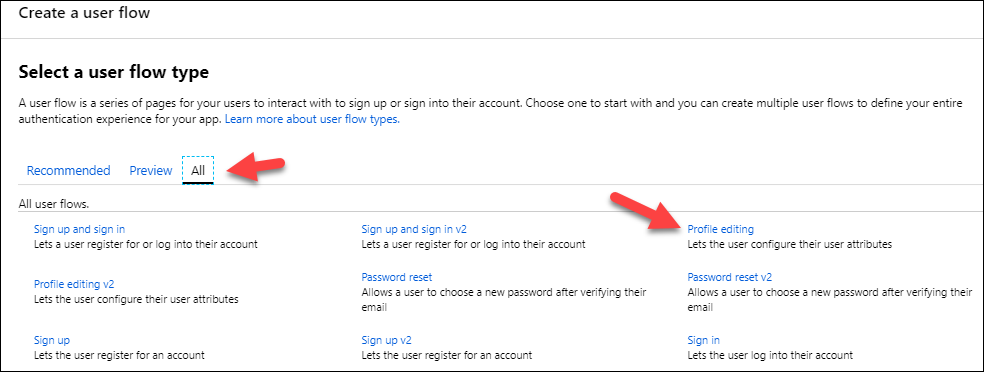 Create a user flow
Select a user flow type
A user flow is a series of pages for your users to interact with to sign up or sign into their account. Choose one to start with and you can create multiple user flows to define your entire
authentication experience for your app. Learn more about user flow types.
Recommended Preview All
All user flows.
Sign up and sign in
Lets a user register for or log into their account
Sign up and sign in v2
Lets a user register for or log into their account
Profile editing
Lets the user configure their user attributes
Profile editing v2
Lets the user configure their user attributes
Password reset
Allows a user to choose a new password after verifying their
email
Password reset v2
Allows a user to choose a new password after verifying their
email
Sign up
Lets the user register for an account
Sign up v2
Lets the user register for an account
Sign in
Lets the user log into their account